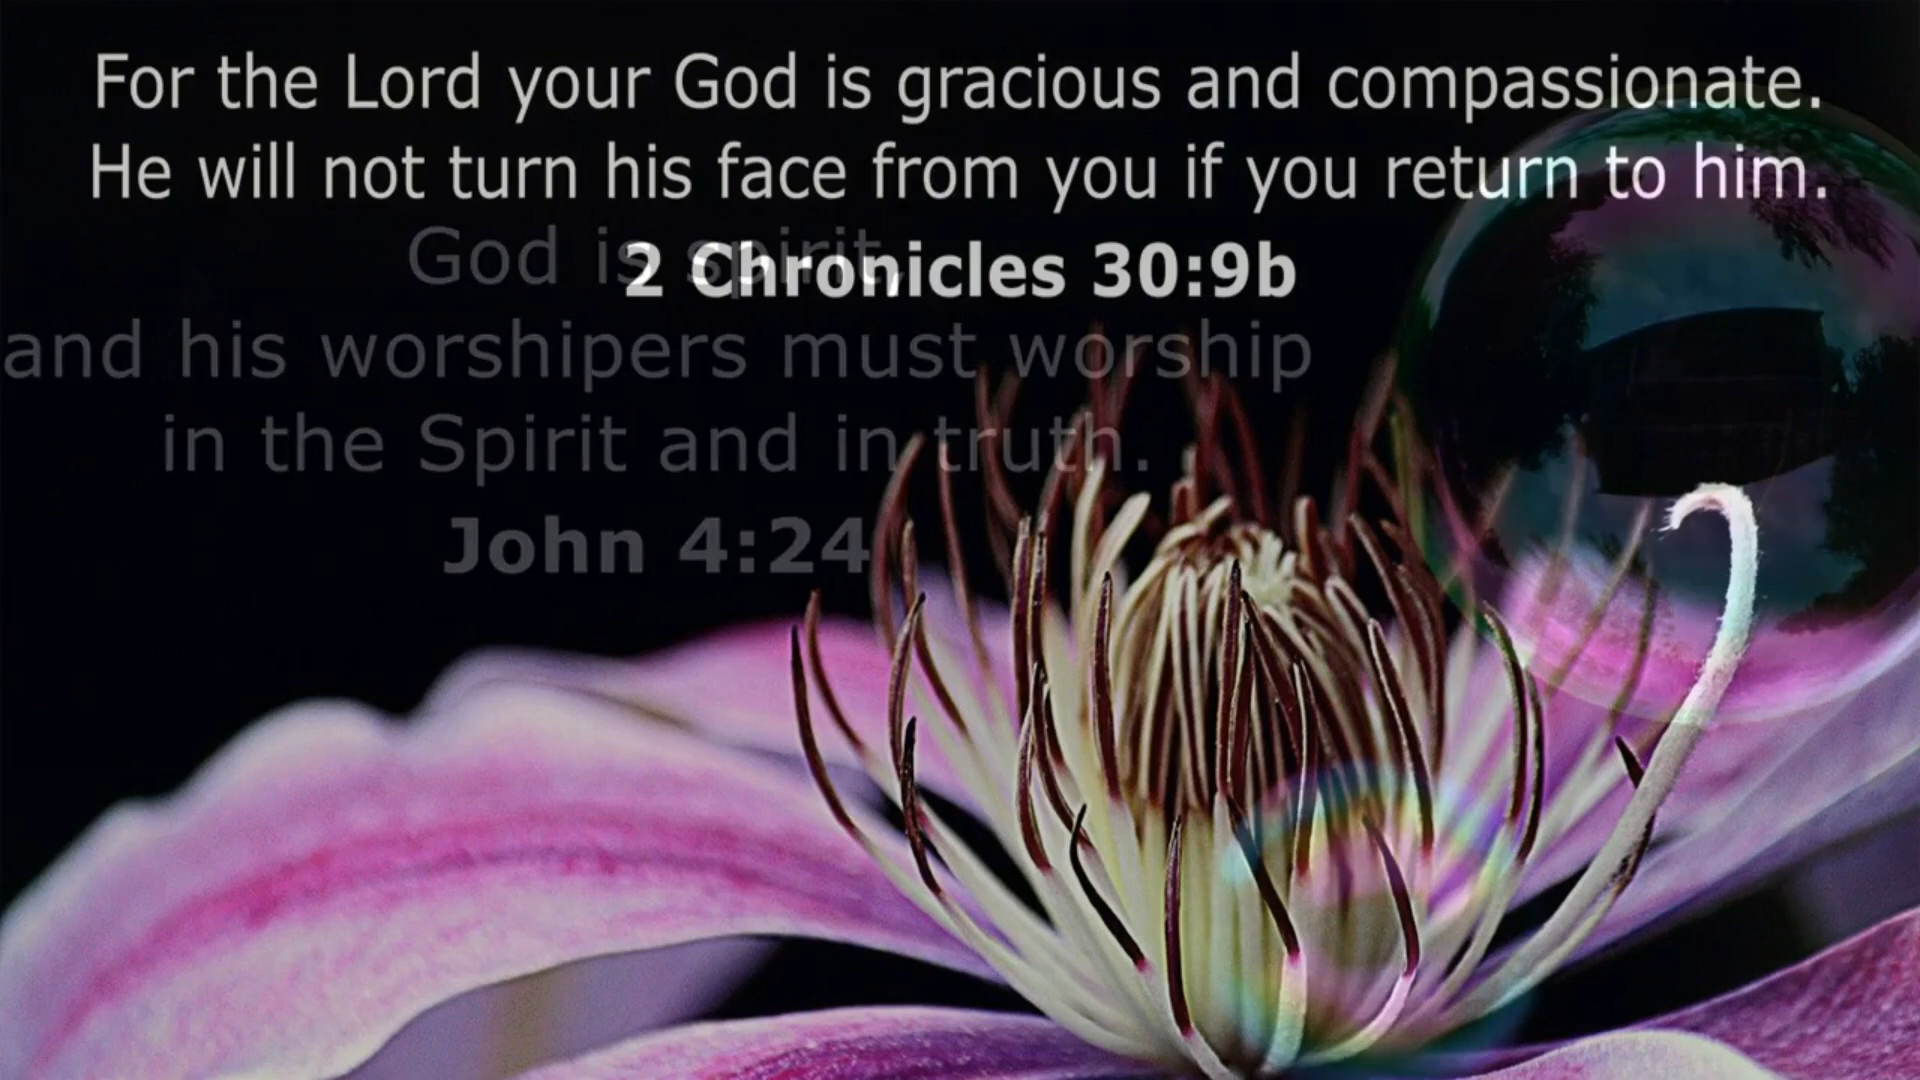 For the Lord your God is gracious and compassionate.
He will not turn his face from you if you return to him.
2 Chronicles 30:9b
God is spirit,
and his worshipers must worship
in the Spirit and in truth.
John 4:24